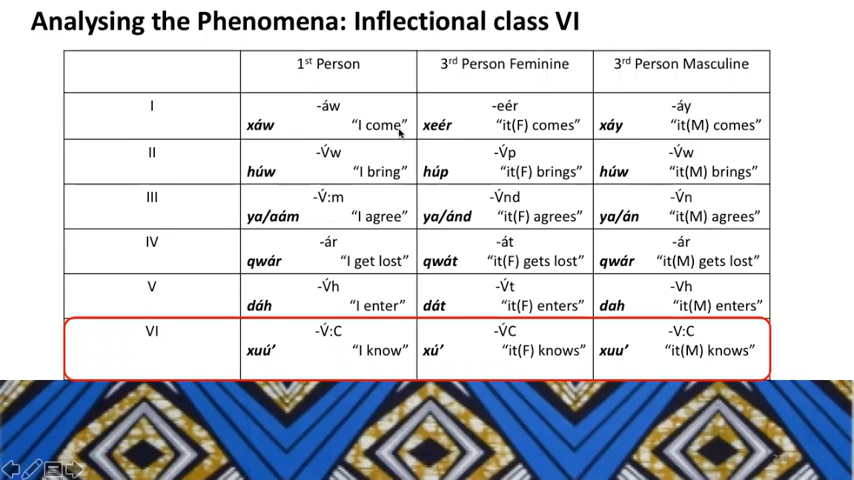 Analysing the Phenomena: Inflectional class VI
1st Person 3rd Person Feminine 3rd Person Masculine
I -áw -eér -áy
xáw "I come" xeér "it(F) comes" xáy "it(M) comes"
II -V́w -V́p -V́w
húw "I bring" húp "it(F) brings" húw "it(M) brings"
III -V́:m -V́nd -V́n
ya/aám "I agree" ya/ánd "it(F) agrees" ya/án "it(M) agrees"
IV -ár -át -ár
qwár "I get lost" qwát "it(F) gets lost" qwár "it(M) gets lost"
V -V́h -V́t -Vh
dáh "I enter" dát "it(F) enters" dah "it(M) enters"
VI -V́:C -V́C -V:C
xuú’ "I know" xú’ "it(F) knows" xuu’ "it(M) knows"